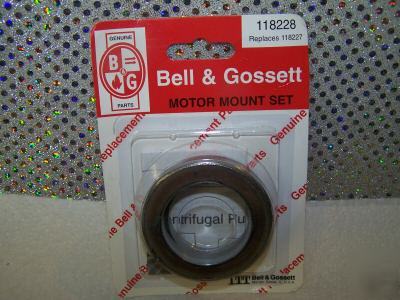 118228
Replaces 118227
GENUINE
B G
PARTS
Bell & Gossett
MOTOR MOUNT SET
Genuine Bell &
Replacement Parts
Genuine
Replacement
entrifugal Pu
ITT Bell & Gossett